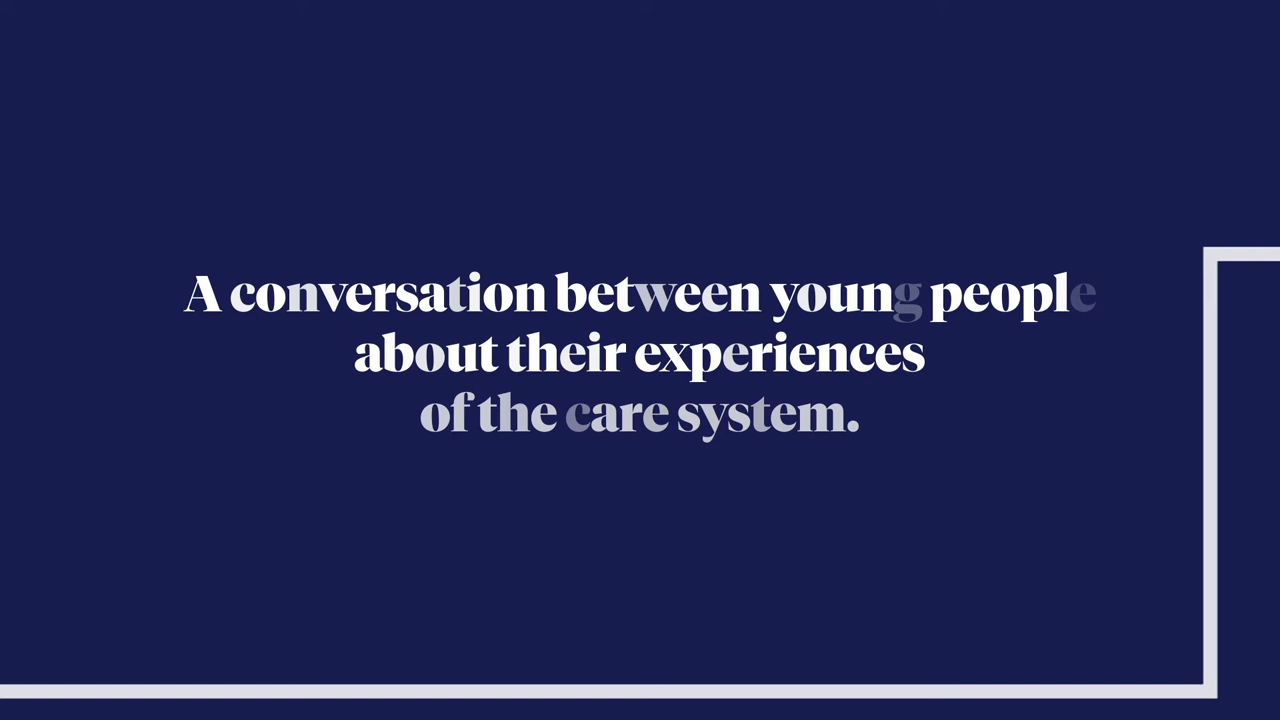 A conversation between young people
about their experiences
of the care system.